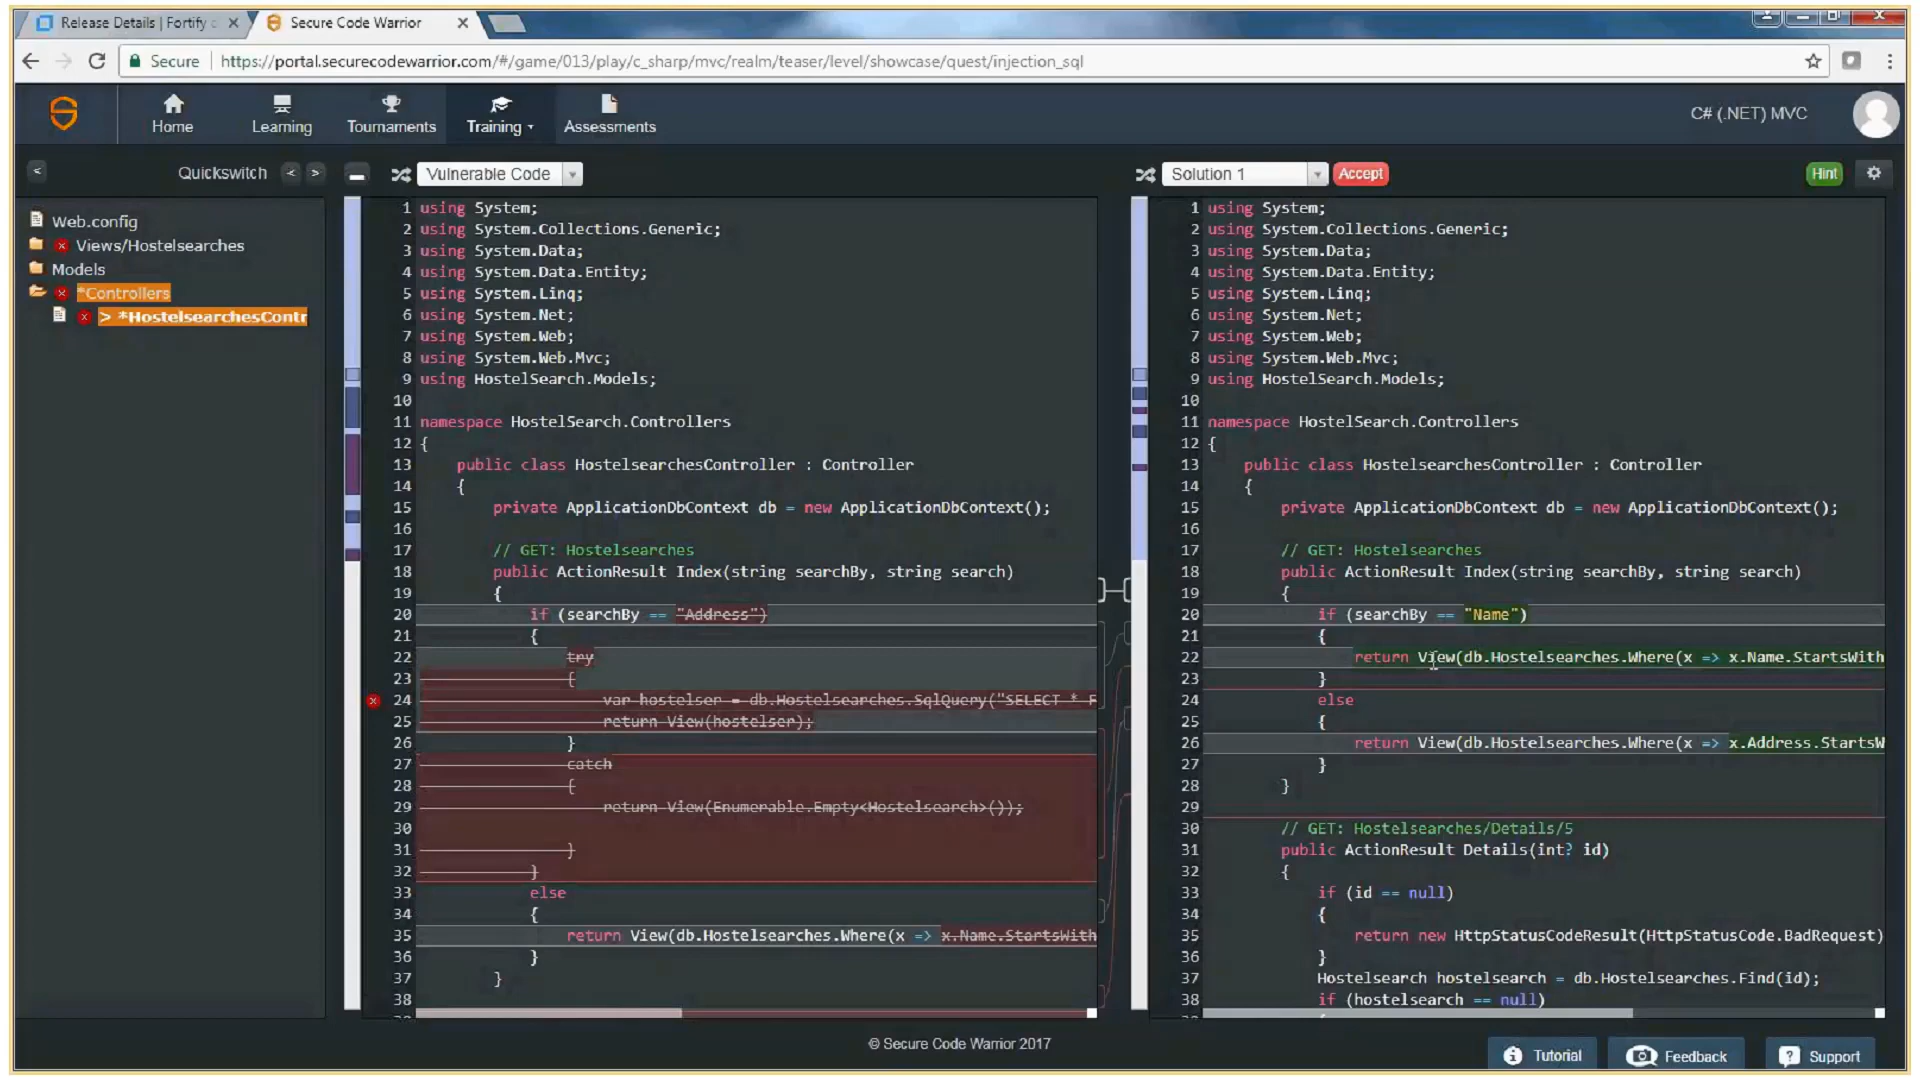 Release Details | Fortify
Secure Code Warrior
Secure
https://portal.securecodewarrior.com/#/game/013/play/c_sharp/mvc/realm/teaser/level/showcase/quest/injection_sql
Home
Learning
Tournaments
Training
Assessments
C# (.NET) MVC
<
Quickswitch < >
Vulnerable Code
Solution 1
Accept
Hint
Web.config
Views/Hostelsearches
Models
*Controllers
> *HostelsearchesContr
1 using System;
2 using System.Collections.Generic;
3 using System.Data;
4 using System.Data.Entity;
5 using System.Linq;
6 using System.Net;
7 using System.Web;
8 using System.Web.Mvc;
9 using HostelSearch.Models;
10
11 namespace HostelSearch.Controllers
12 {
13 public class HostelsearchesController : Controller
14 {
15 private ApplicationDbContext db = new ApplicationDbContext();
16
17 // GET: Hostelsearches
18 public ActionResult Index(string searchBy, string search)
19 {
20 if (searchBy == "Address")
21 {
22 try
23 {
24 var hostelser = db.Hostelsearches.SqlQuery("SELECT * F
25 return View(hostelser);
26 }
27 catch
28 {
29 return View(Enumerable.Empty<Hostelsearch>());
30
31 }
32 }
33 else
34 {
35 return View(db.Hostelsearches.Where(x => x.Name.StartsWith
36 }
37 }
38
1 using System;
2 using System.Collections.Generic;
3 using System.Data;
4 using System.Data.Entity;
5 using System.Linq;
6 using System.Net;
7 using System.Web;
8 using System.Web.Mvc;
9 using HostelSearch.Models;
10
11 namespace HostelSearch.Controllers
12 {
13 public class HostelsearchesController : Controller
14 {
15 private ApplicationDbContext db = new ApplicationDbContext();
16
17 // GET: Hostelsearches
18 public ActionResult Index(string searchBy, string search)
19 {
20 if (searchBy == "Name")
21 {
22 return View(db.Hostelsearches.Where(x => x.Name.StartsWith
23 }
24 else
25 {
26 return View(db.Hostelsearches.Where(x => x.Address.StartsW
27 }
28 }
29
30 // GET: Hostelsearches/Details/5
31 public ActionResult Details(int? id)
32 {
33 if (id == null)
34 {
35 return new HttpStatusCodeResult(HttpStatusCode.BadRequest)
36 }
37 Hostelsearch hostelsearch = db.Hostelsearches.Find(id);
38 if (hostelsearch == null)
© Secure Code Warrior 2017
Tutorial
Feedback
Support